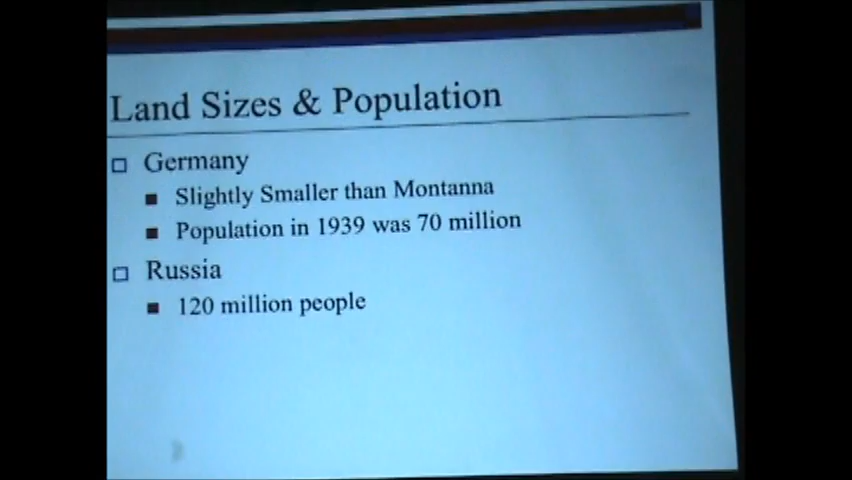 Land Sizes & Population
Germany
Slightly Smaller than Montanna
Population in 1939 was 70 million
Russia
120 million people